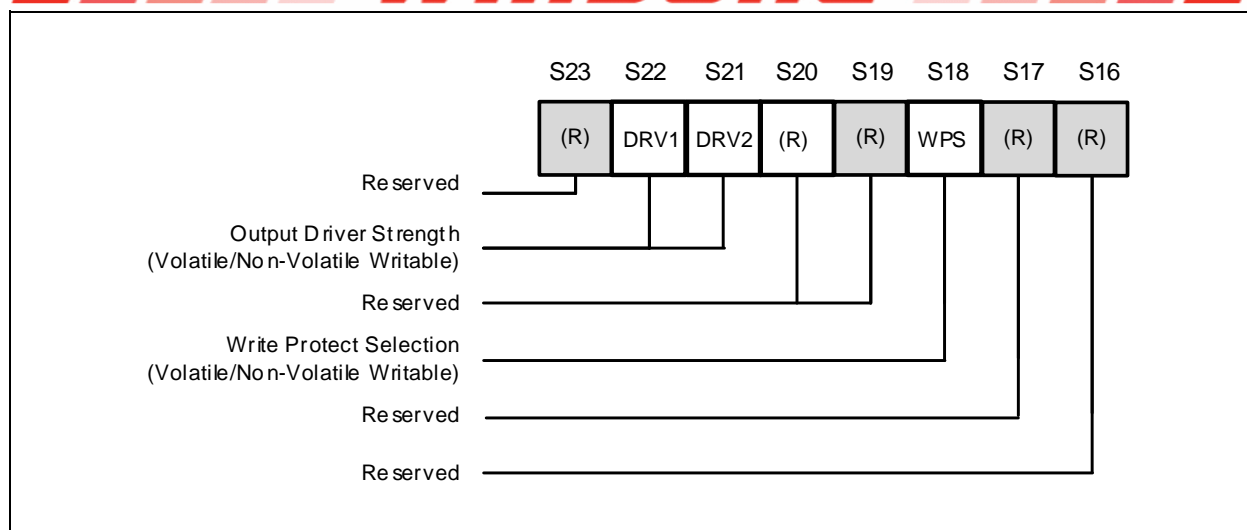 S23 S22 S21 S20 S19 S18 S17 S16
(R) DRV1 DRV2 (R) (R) WPS (R) (R)
Reserved
Output Driver Strength
(Volatile/Non-Volatile Writable)
Reserved
Write Protect Selection
(Volatile/Non-Volatile Writable)
Reserved
Reserved